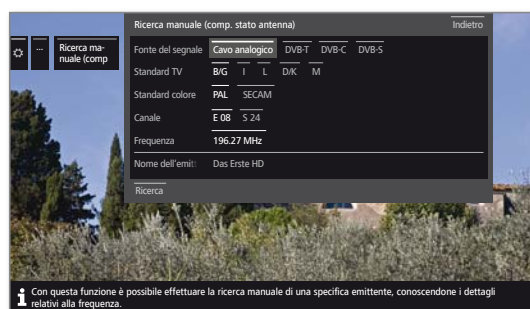 Ricerca manuale (comp. stato antenna) Indietro
... Ricerca ma-
nuale (comp
Fonte del segnale Cavo analogico DVB-T DVB-C DVB-S
Standard TV B/G I L D/K M
Standard colore PAL SECAM
Canale E 08 S 24
Frequenza 196.27 MHz
Nome dell'emitt Das Erste HD
Ricerca
i Con questa funzione è possibile effettuare la ricerca manuale di una specifica emittente, conoscendone i dettagli
relativi alla frequenza.